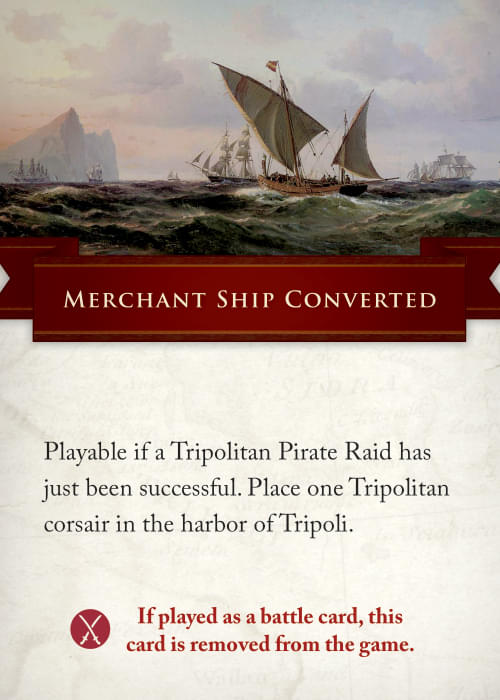 Merchant Ship Converted
Playable if a Tripolitan Pirate Raid has
just been successful. Place one Tripolitan
corsair in the harbor of Tripoli.
If played as a battle card, this
card is removed from the game.